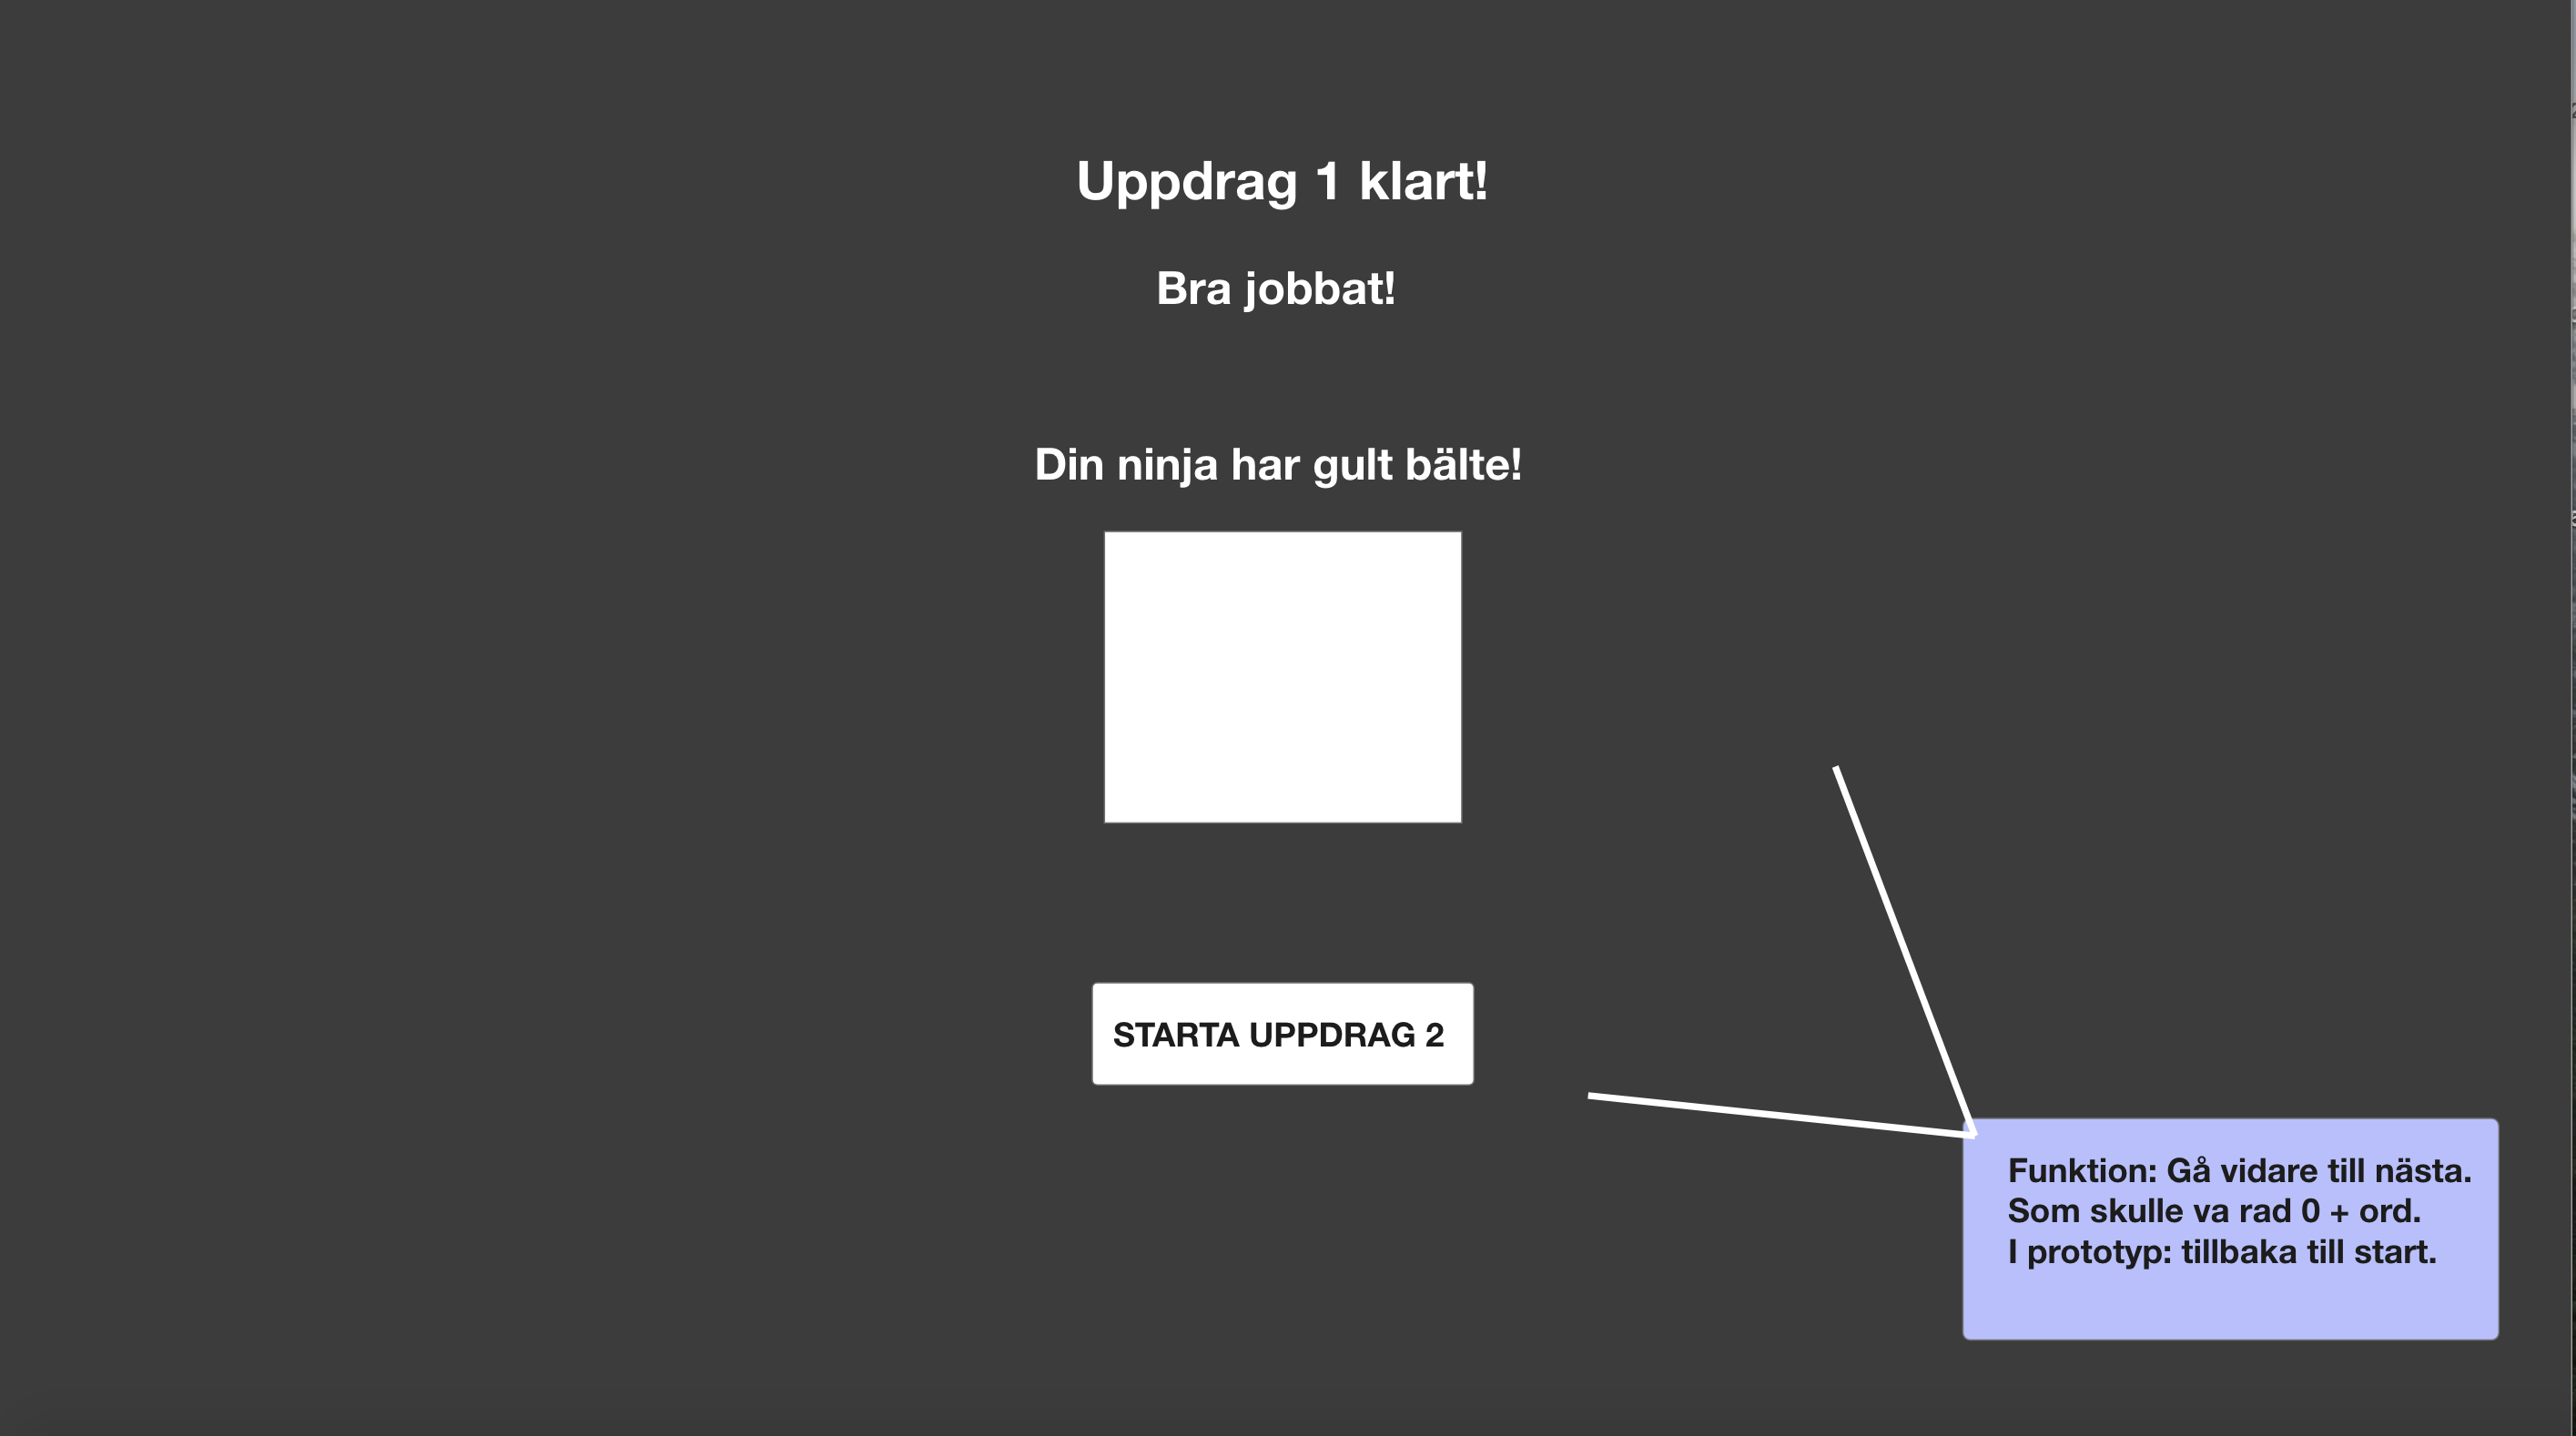 Uppdrag 1 klart!
Bra jobbat!
Din ninja har gult bälte!
STARTA UPPDRAG 2
Funktion: Gå vidare till nästa.
Som skulle va rad 0 + ord.
I prototyp: tillbaka till start.